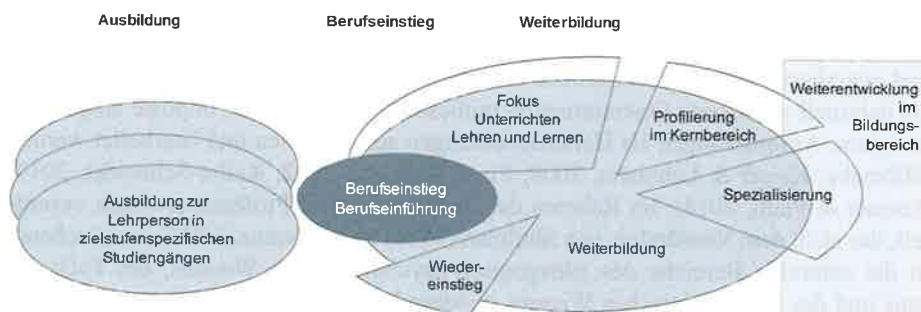 Ausbildung
Berufseinstieg
Weiterbildung
Ausbildung zur
Lehrperson in
zielstufenspezifischen
Studiengängen
Berufseinstieg
Berufseinführung
Fokus
Unterrichten
Lehren und Lernen
Profilierung
im Kernbereich
Weiterentwicklung
im
Bildungs-
bereich
Spezialisierung
Weiterbildung
Wieder-
einstieg